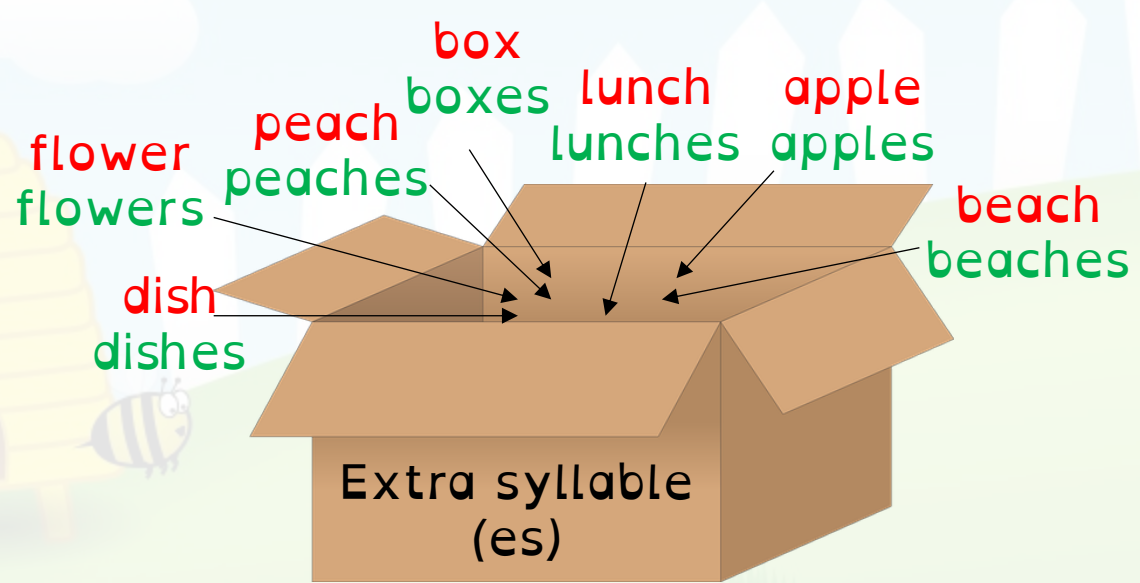 box
boxes
lunch
lunches
apple
apples
peach
peaches
flower
flowers
beach
beaches
dish
dishes
Extra syllable
(es)